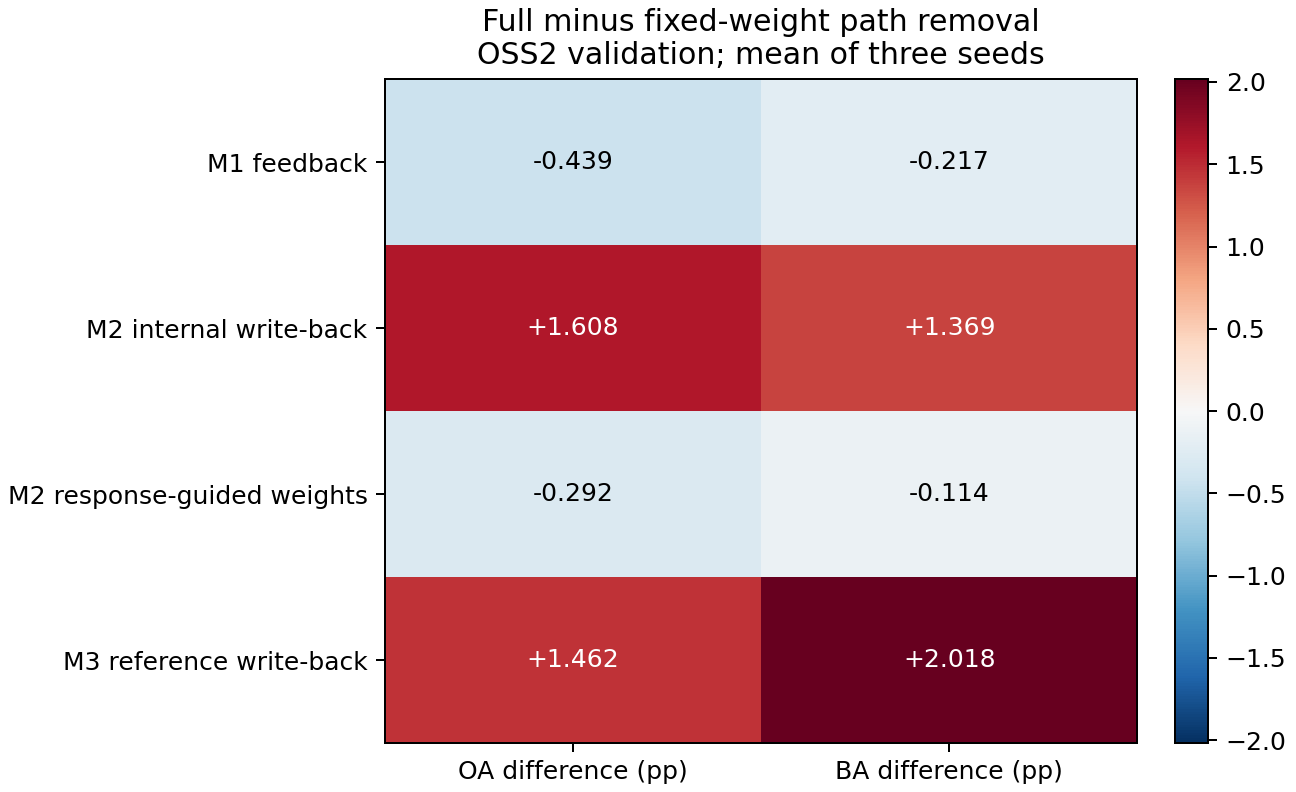 Full minus fixed-weight path removal
OSS2 validation; mean of three seeds
M1 feedback
-0.439
-0.217
M2 internal write-back
+1.608
+1.369
M2 response-guided weights
-0.292
-0.114
M3 reference write-back
+1.462
+2.018
OA difference (pp)
BA difference (pp)
2.0
1.5
1.0
0.5
0.0
−0.5
−1.0
−1.5
−2.0